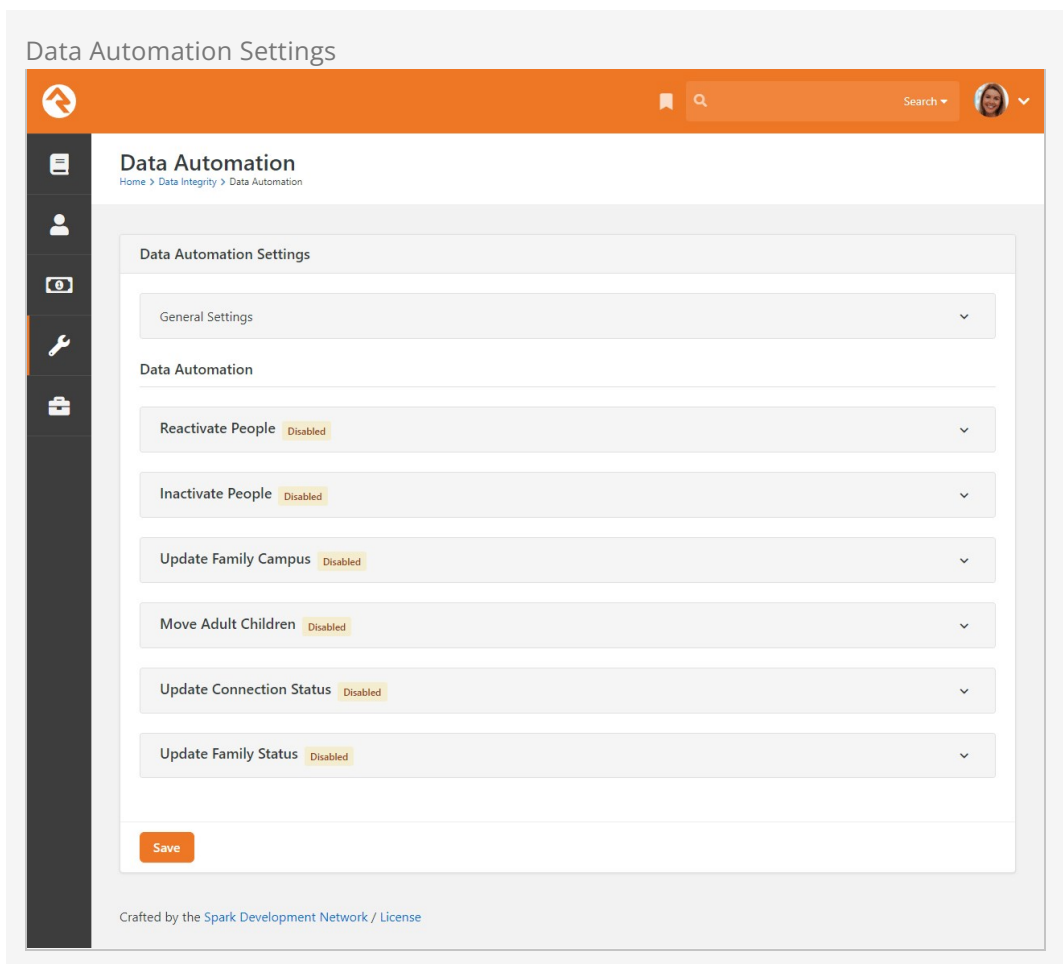 Data Automation Settings
Search
Data Automation
Home > Data Integrity > Data Automation
Data Automation Settings
General Settings
Data Automation
Reactivate People Disabled
Inactivate People Disabled
Update Family Campus Disabled
Move Adult Children Disabled
Update Connection Status Disabled
Update Family Status Disabled
Save
Crafted by the Spark Development Network / License